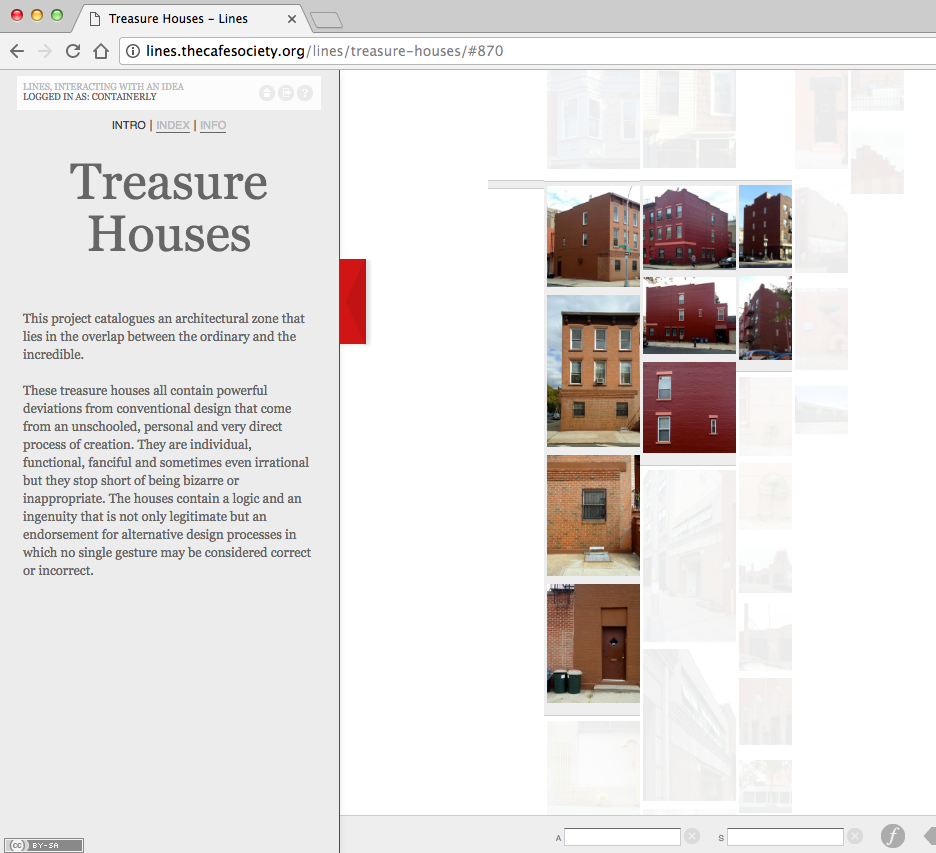 Treasure Houses – Lines
lines.thecafesociety.org/lines/treasure-houses/#870
LINES, INTERACTING WITH AN IDEA
LOGGED IN AS: CONTAINERLY
?
INTRO | INDEX | INFO
Treasure
Houses
This project catalogues an architectural zone that
lies in the overlap between the ordinary and the
incredible.
These treasure houses all contain powerful
deviations from conventional design that come
from an unschooled, personal and very direct
process of creation. They are individual,
functional, fanciful and sometimes even irrational
but they stop short of being bizarre or
inappropriate. The houses contain a logic and an
ingenuity that is not only legitimate but an
endorsement for alternative design processes in
which no single gesture may be considered correct
or incorrect.
A
S
f
cc BY-SA